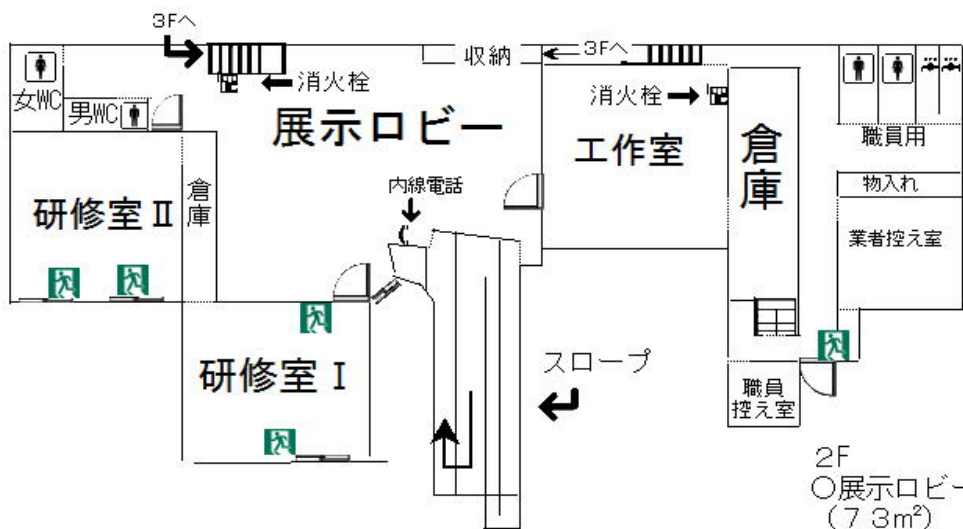 3Fへ
収納
3Fへ
消火栓
消火栓
女WC
男WC
展示ロビー
工作室
倉庫
職員用
物入れ
業者控え室
内線電話
倉庫
研修室Ⅱ
研修室Ⅰ
スロープ
職員
控え室
2F
○展示ロビー
(73㎡)